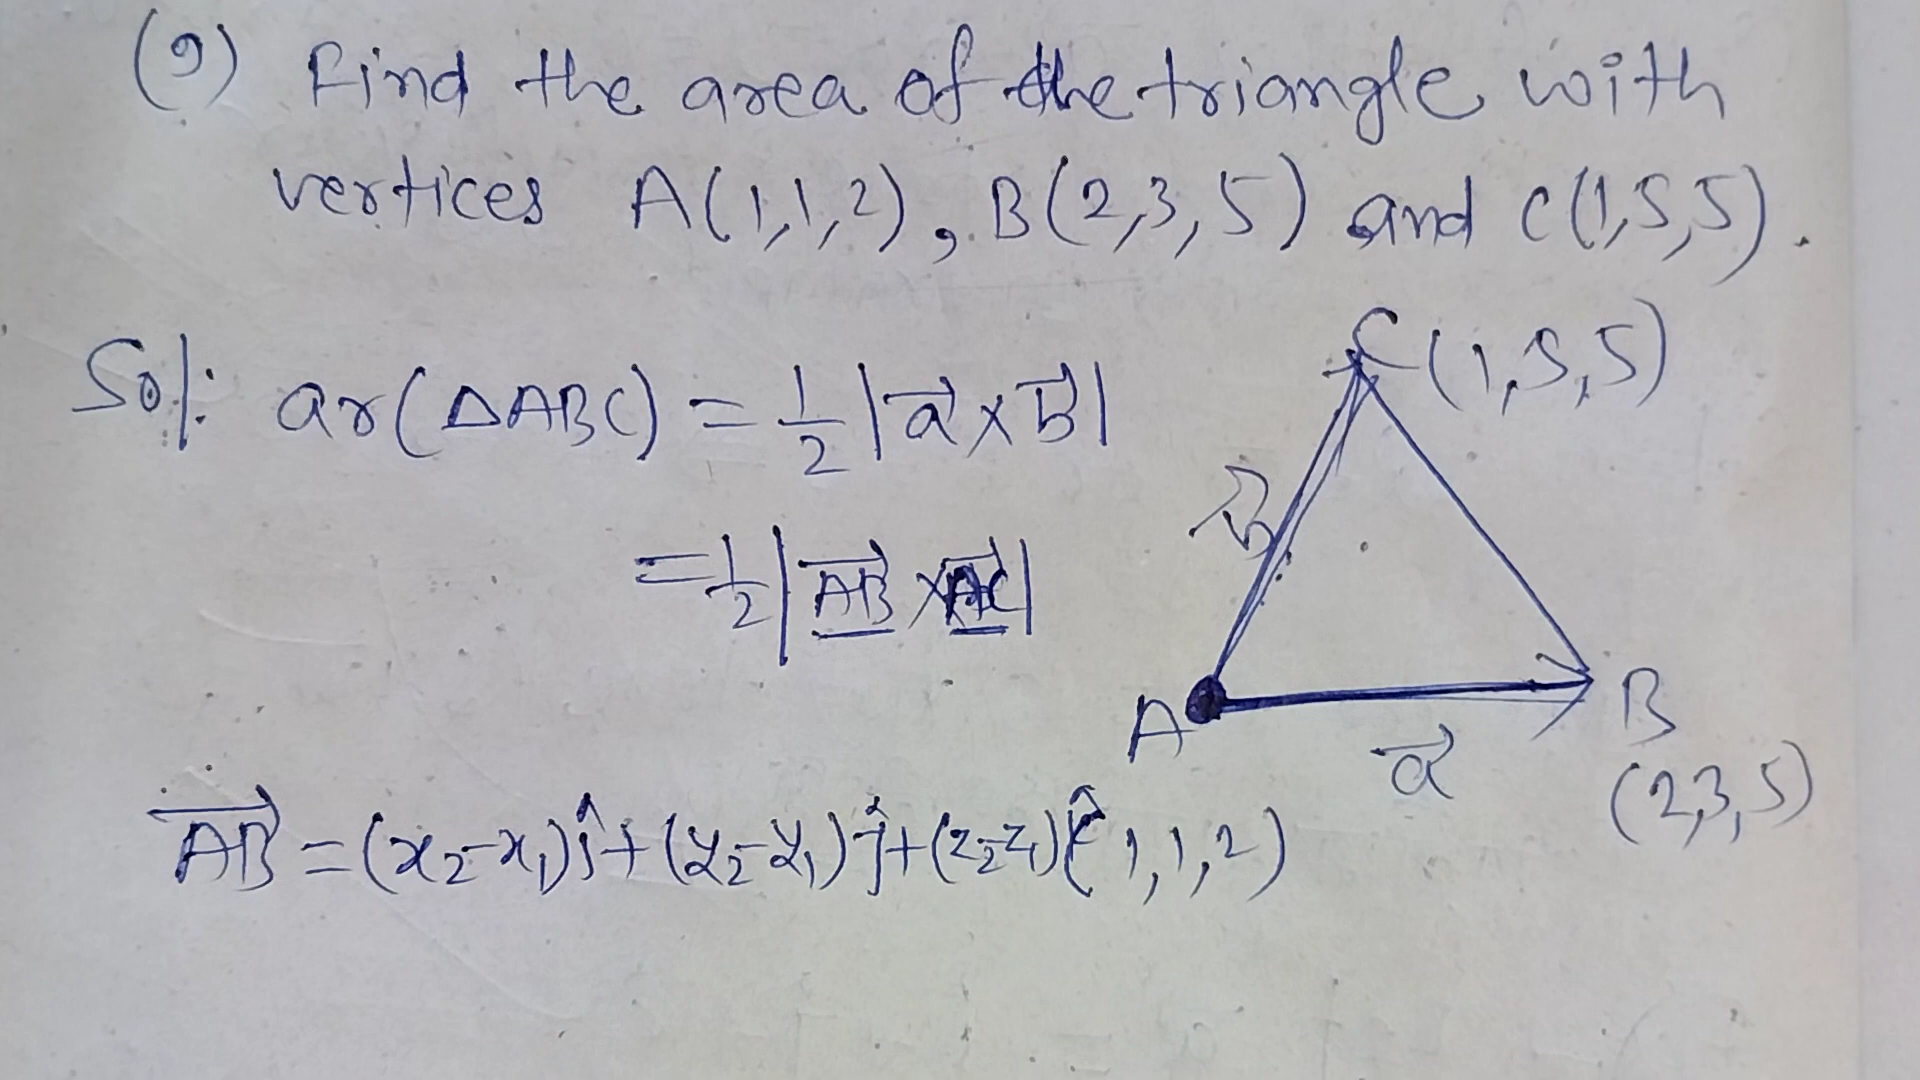 (9) Find the area of the triangle with
vertices A(1,1,2), B(2,3,5) and C(1,5,5).
Sol: ar(△ABC) = 1/2 |a⃗ × b⃗|
= 1/2 |AB⃗ × AC⃗|
C(1,5,5)
b⃗
A
B
a⃗
(2,3,5)
AB⃗ = (x₂-x₁)î + (y₂-y₁)ĵ + (z₂-z₁)k̂ (1,1,2)